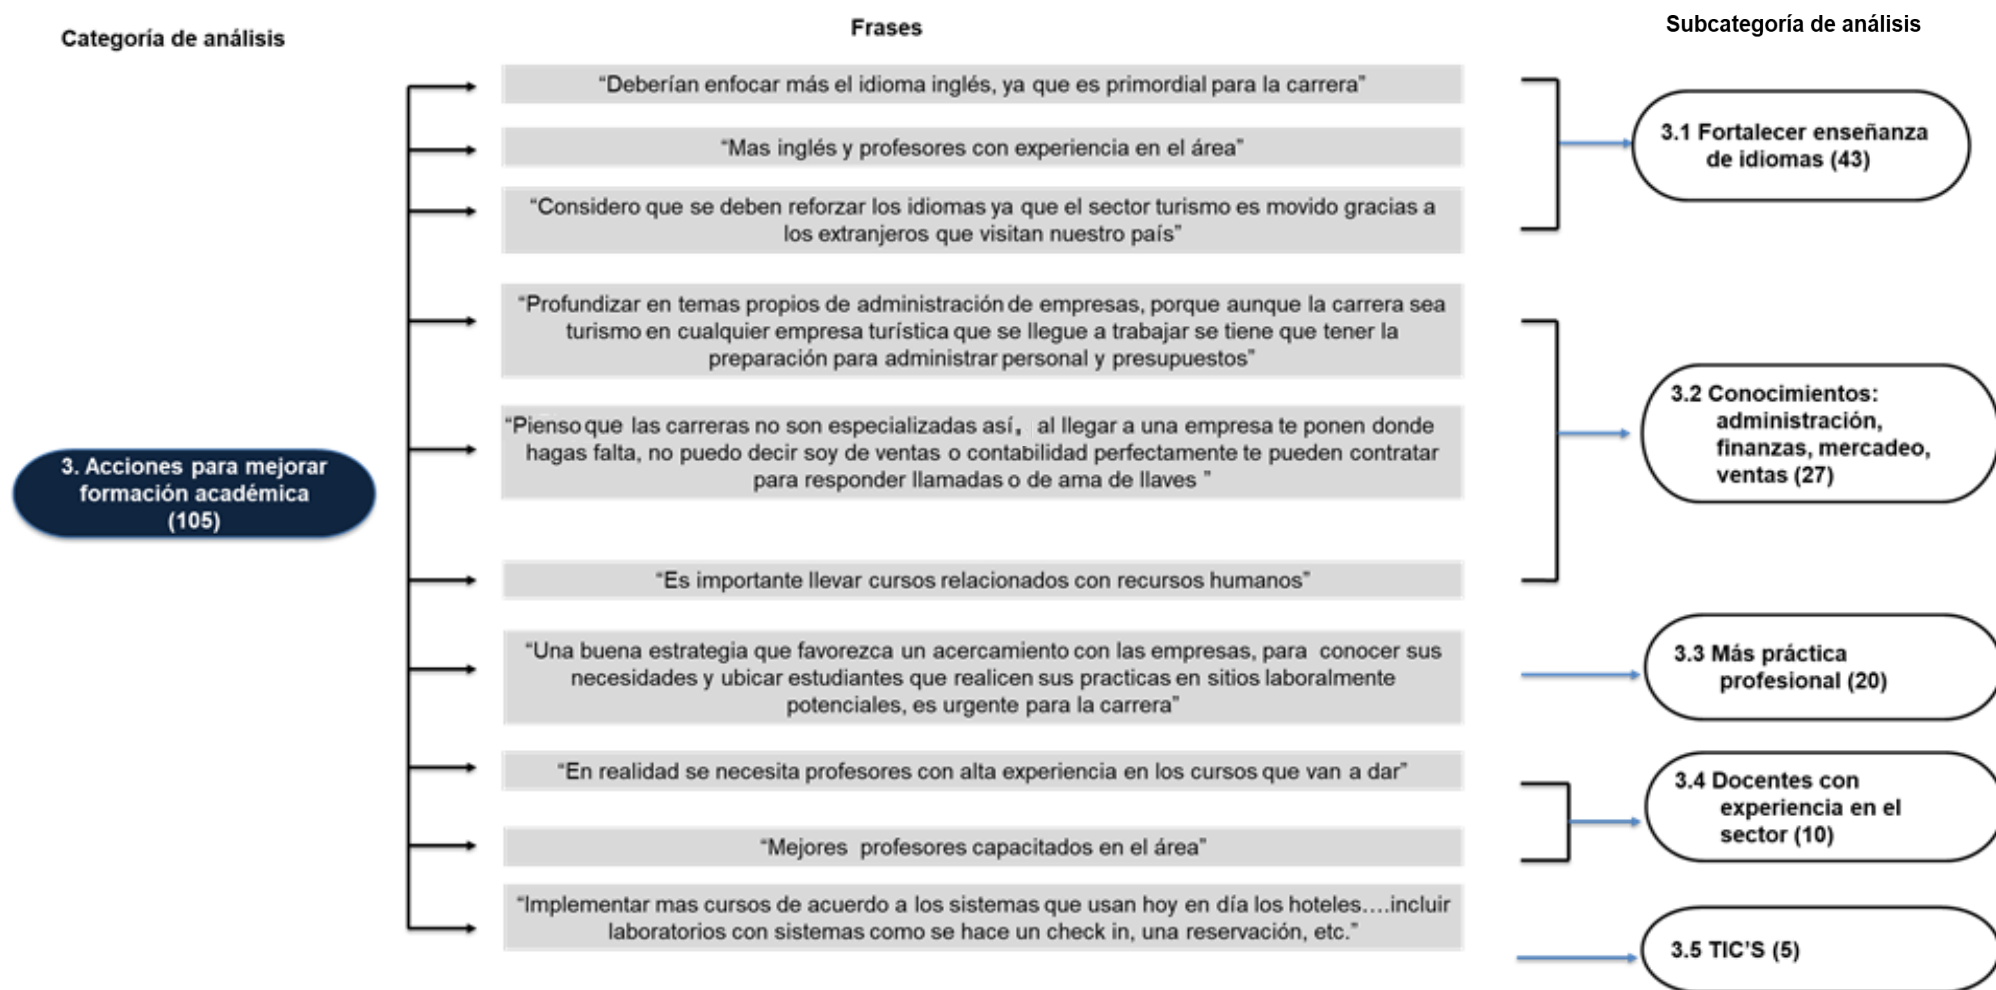 Categoría de análisis
Frases
Subcategoría de análisis
3. Acciones para mejorar
formación académica
(105)
“Deberían enfocar más el idioma inglés, ya que es primordial para la carrera”
“Mas inglés y profesores con experiencia en el área”
“Considero que se deben reforzar los idiomas ya que el sector turismo es movido gracias a
los extranjeros que visitan nuestro país”
3.1 Fortalecer enseñanza
de idiomas (43)
“Profundizar en temas propios de administración de empresas, porque aunque la carrera sea
turismo en cualquier empresa turística que se llegue a trabajar se tiene que tener la
preparación para administrar personal y presupuestos”
“Pienso que las carreras no son especializadas así, al llegar a una empresa te ponen donde
hagas falta, no puedo decir soy de ventas o contabilidad perfectamente te pueden contratar
para responder llamadas o de ama de llaves ”
“Es importante llevar cursos relacionados con recursos humanos”
3.2 Conocimientos:
administración,
finanzas, mercadeo,
ventas (27)
“Una buena estrategia que favorezca un acercamiento con las empresas, para conocer sus
necesidades y ubicar estudiantes que realicen sus practicas en sitios laboralmente
potenciales, es urgente para la carrera”
3.3 Más práctica
profesional (20)
“En realidad se necesita profesores con alta experiencia en los cursos que van a dar”
“Mejores profesores capacitados en el área”
3.4 Docentes con
experiencia en el
sector (10)
“Implementar mas cursos de acuerdo a los sistemas que usan hoy en día los hoteles....incluir
laboratorios con sistemas como se hace un check in, una reservación, etc.”
3.5 TIC’S (5)